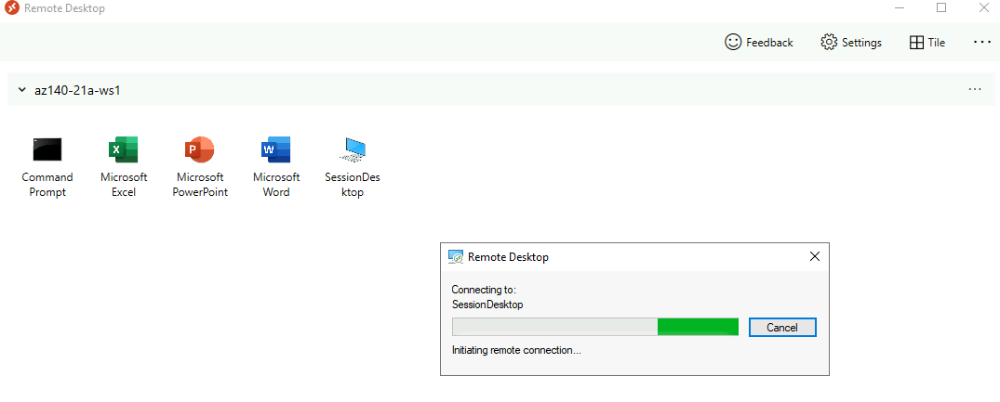 Remote Desktop
Feedback
Settings
Tile
az140-21a-ws1
Command
Prompt
Microsoft
Excel
Microsoft
PowerPoint
Microsoft
Word
SessionDes
ktop
Remote Desktop
Connecting to:
SessionDesktop
Cancel
Initiating remote connection...